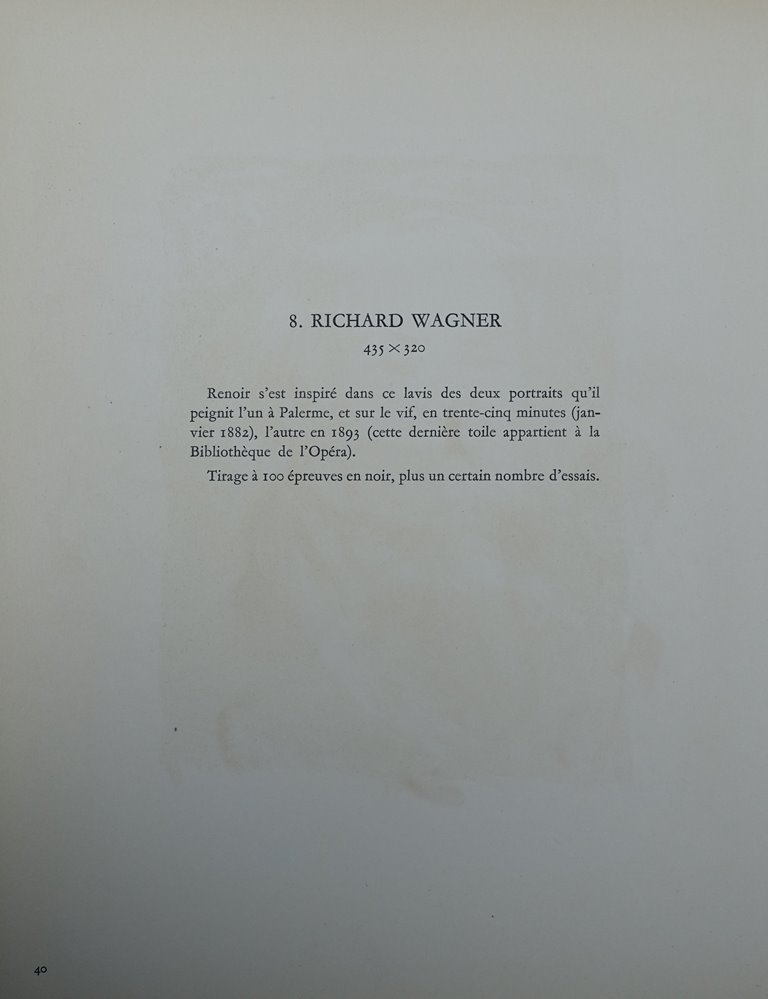 8. RICHARD WAGNER
435 × 320
Renoir s'est inspiré dans ce lavis des deux portraits qu'il
peignit l'un à Palerme, et sur le vif, en trente-cinq minutes (jan-
vier 1882), l'autre en 1893 (cette dernière toile appartient à la
Bibliothèque de l'Opéra).
Tirage à 100 épreuves en noir, plus un certain nombre d'essais.
40